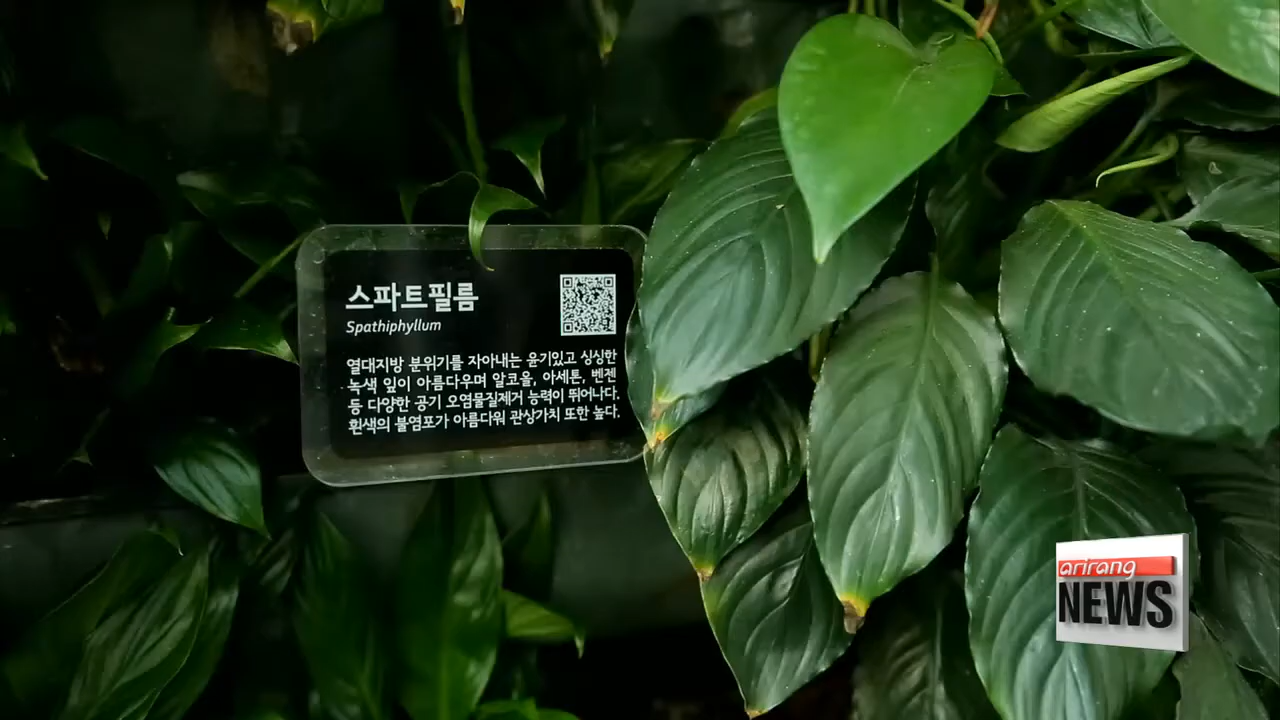 스파트필름
Spathiphyllum
열대지방 분위기를 자아내는 윤기있고 싱싱한
녹색 잎이 아름다우며 알코올, 아세톤, 벤젠
등 다양한 공기 오염물질제거 능력이 뛰어나다.
흰색의 불염포가 아름다워 관상가치 또한 높다.
arirang
NEWS